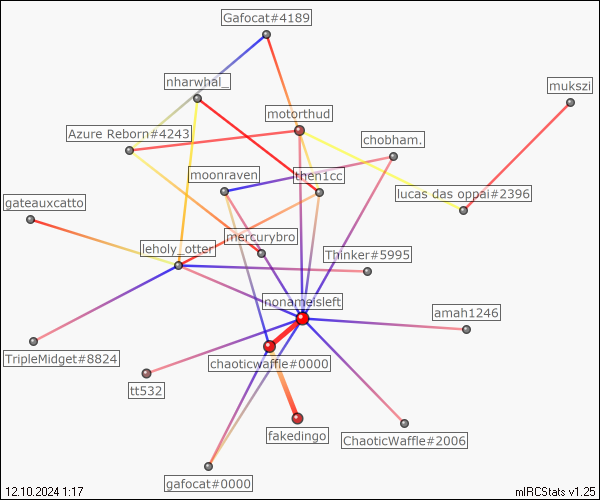 Gafocat#4189
nharwhal_
mukszi
motorthud
Azure Reborn#4243
chobham.
moonraven
then1cc
lucas das oppai#2396
gateauxcatto
mercurybro
leholy_otter
Thinker#5995
nonameisleft
amah1246
TripleMidget#8824
chaoticwaffle#0000
tt532
fakedingo
ChaoticWaffle#2006
gafocat#0000
12.10.2024 1:17
mIRCStats v1.25